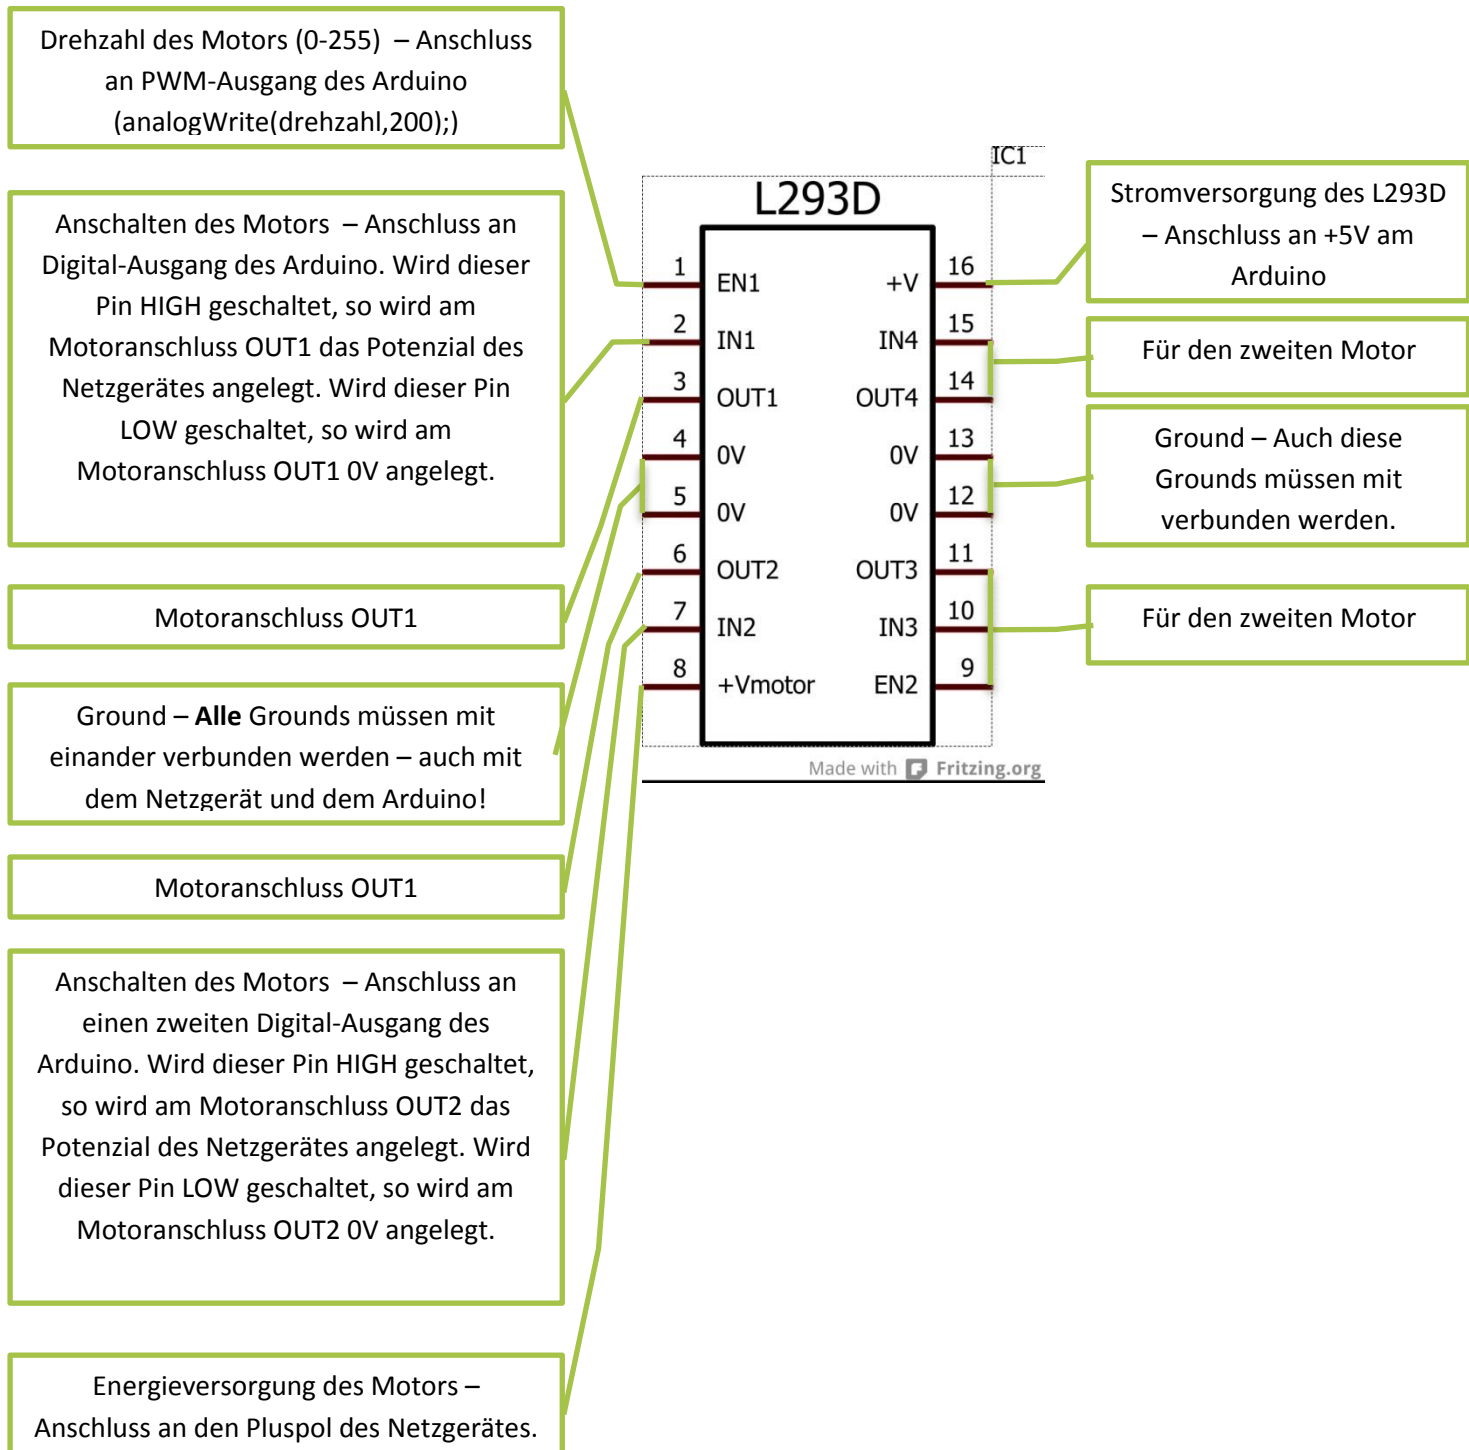 Drehzahl des Motors (0-255)  – Anschluss
an PWM-Ausgang des Arduino
(analogWrite(drehzahl,200);)
Anschalten des Motors  – Anschluss an
Digital-Ausgang des Arduino. Wird dieser
Pin HIGH geschaltet, so wird am
Motoranschluss OUT1 das Potenzial des
Netzgerätes angelegt. Wird dieser Pin
LOW geschaltet, so wird am
Motoranschluss OUT1 0V angelegt.
Motoranschluss OUT1
Ground – Alle Grounds müssen mit
einander verbunden werden – auch mit
dem Netzgerät und dem Arduino!
Motoranschluss OUT1
Anschalten des Motors  – Anschluss an
einen zweiten Digital-Ausgang des
Arduino. Wird dieser Pin HIGH geschaltet,
so wird am Motoranschluss OUT2 das
Potenzial des Netzgerätes angelegt. Wird
dieser Pin LOW geschaltet, so wird am
Motoranschluss OUT2 0V angelegt.
Energieversorgung des Motors –
Anschluss an den Pluspol des Netzgerätes.
IC1
L293D
1 EN1 +V 16
2 IN1 IN4 15
3 OUT1 OUT4 14
4 0V 0V 13
5 0V 0V 12
6 OUT2 OUT3 11
7 IN2 IN3 10
8 +Vmotor EN2 9
Made with Fritzing.org
Stromversorgung des L293D
– Anschluss an +5V am
Arduino
Für den zweiten Motor
Ground – Auch diese
Grounds müssen mit
verbunden werden.
Für den zweiten Motor